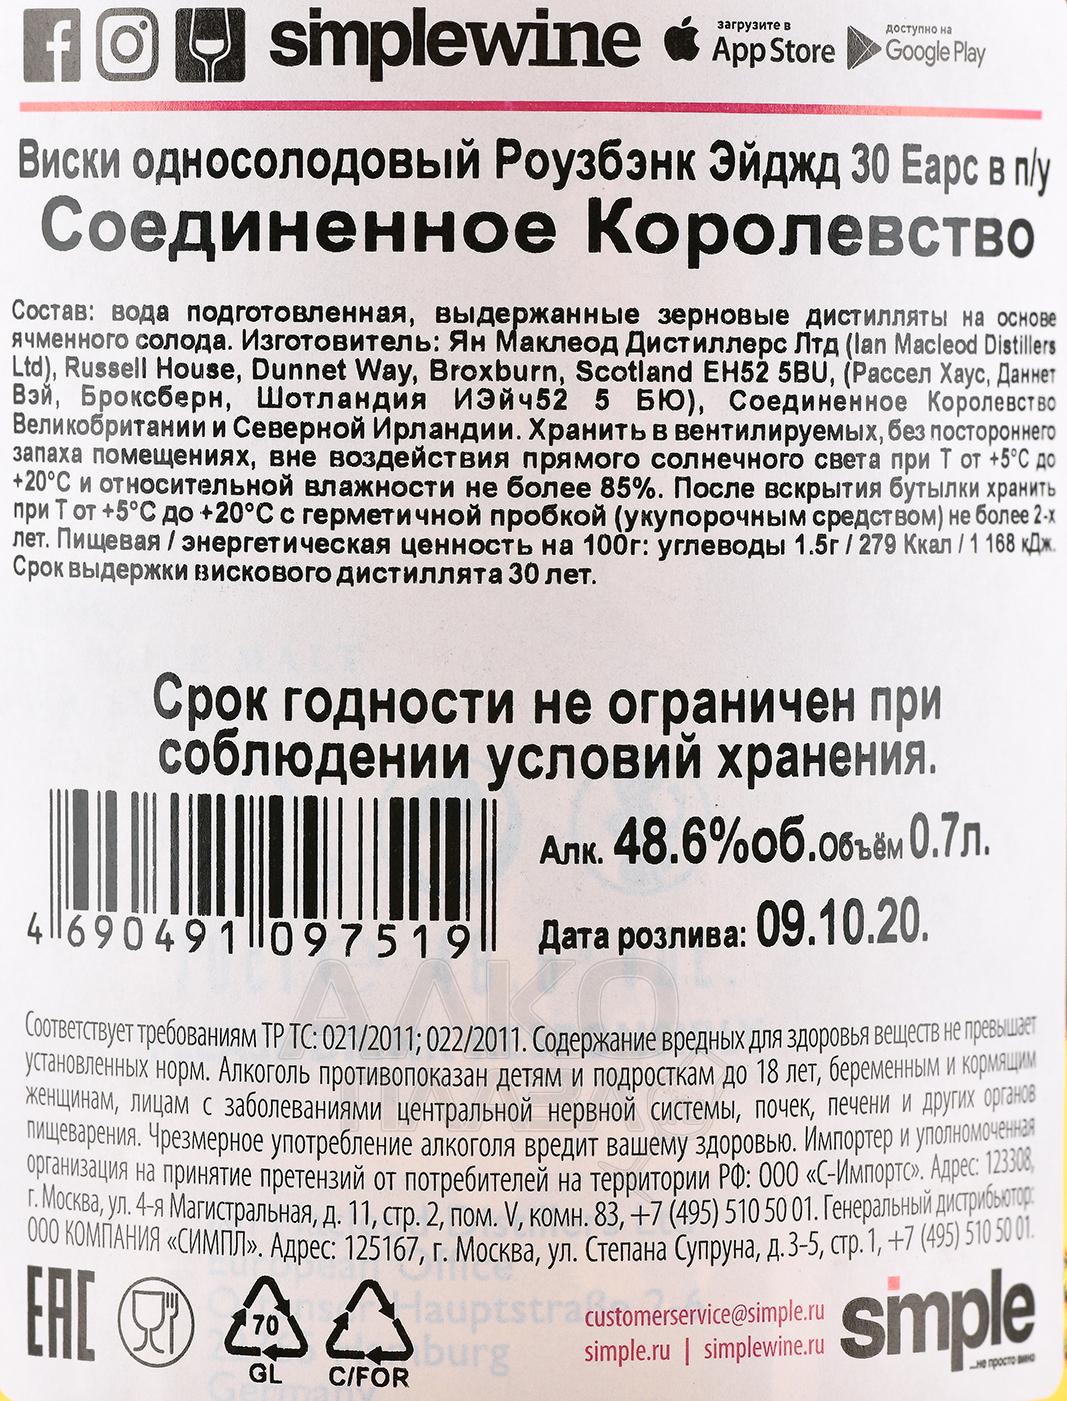 simplewine загрузите в App Store доступно на Google Play
Виски односолодовый Роузбэнк Эйджд 30 Еарс в п/у
Соединенное Королевство
Состав: вода подготовленная, выдержанные зерновые дистилляты на основе
ячменного солода. Изготовитель: Ян Маклеод Дистиллерс Лтд (Ian Macleod Distillers
Ltd), Russell House, Dunnet Way, Broxburn, Scotland EH52 5BU, (Рассел Хаус, Даннет
Вэй, Броксберн, Шотландия ИЭйч52 5 БЮ), Соединенное Королевство
Великобритании и Северной Ирландии. Хранить в вентилируемых, без постороннего
запаха помещениях, вне воздействия прямого солнечного света при Т от +5°С до
+20°С и относительной влажности не более 85%. После вскрытия бутылки хранить
при Т от +5°С до +20°С с герметичной пробкой (укупорочным средством) не более 2-х
лет. Пищевая / энергетическая ценность на 100г: углеводы 1.5г / 279 Ккал / 1 168 кДж.
Срок выдержки вискового дистиллята 30 лет.
Срок годности не ограничен при
соблюдении условий хранения.
Алк. 48.6%об. Объём 0.7л.
Дата розлива: 09.10.20.
4 690491 097519
АЛКО
ПЛАЗА
Соответствует требованиям ТР ТС: 021/2011; 022/2011. Содержание вредных для здоровья веществ не превышает
установленных норм. Алкоголь противопоказан детям и подросткам до 18 лет, беременным и кормящим
женщинам, лицам с заболеваниями центральной нервной системы, почек, печени и других органов
пищеварения. Чрезмерное употребление алкоголя вредит вашему здоровью. Импортер и уполномоченная
организация на принятие претензий от потребителей на территории РФ: ООО «С-Импортс». Адрес: 123308,
г. Москва, ул. 4-я Магистральная, д. 11, стр. 2, пом. V, комн. 83, +7 (495) 510 50 01. Генеральный дистрибьютор:
ООО КОМПАНИЯ «СИМПЛ». Адрес: 125167, г. Москва, ул. Степана Супруна, д. 3-5, стр. 1, +7 (495) 510 50 01.
European Office
Hauptstraße 2-6
Germany
EAC
70
GL
C/FOR
customerservice@simple.ru
simple.ru | simplewine.ru
simple
...не просто вино